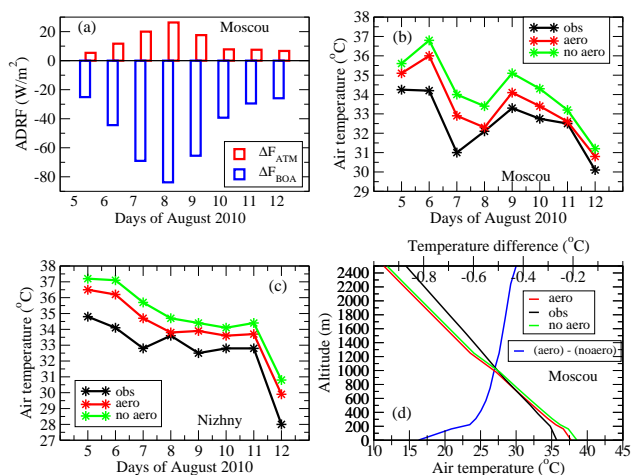 (a)
Moscou
ADRF (W/m²)
40
20
0
-20
-40
-60
-80
ΔF_ATM
ΔF_BOA
5 6 7 8 9 10 11 12
Days of August 2010
(b)
obs
aero
no aero
Air temperature (°C)
38
37
36
35
34
33
32
31
30
29
Moscou
5 6 7 8 9 10 11 12
Days of August 2010
(c)
Air temperature (°C)
38
37
36
35
34
33
32
31
30
29
28
27
obs
aero
no aero
Nizhny
5 6 7 8 9 10 11 12
Days of August 2010
Temperature difference (°C)
-0.8 -0.6 -0.4 -0.2
Altitude (m)
2400
2200
2000
1800
1600
1400
1200
1000
800
600
400
200
0
aero
obs
no aero
(aero) - (noaero)
Moscou
(d)
10 15 20 25 30 35 40 45
Air temperature (°C)